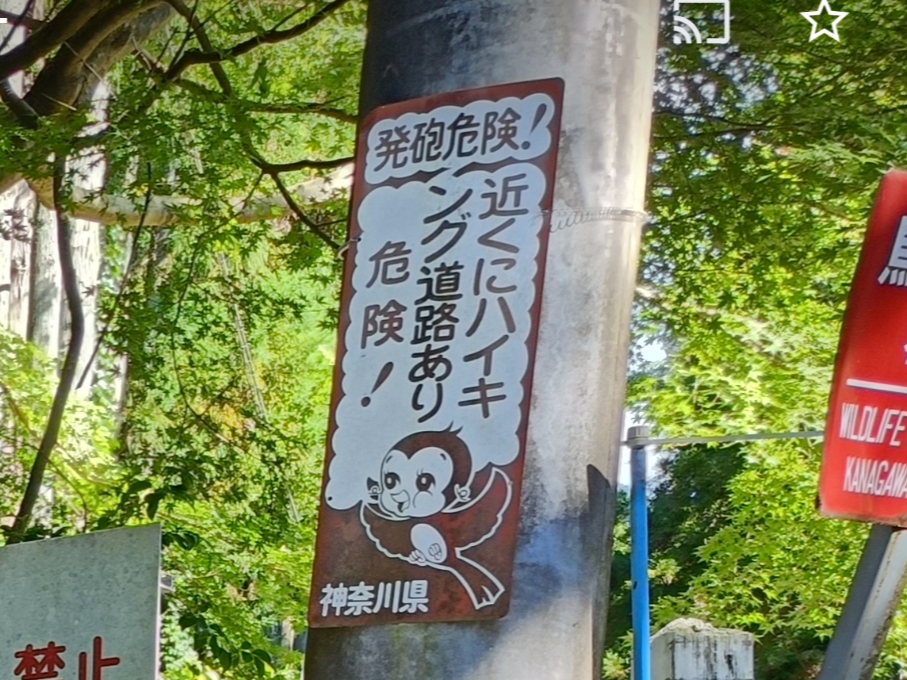 発砲危険!
近くにハイキ
ング道路あり
危険!
神奈川県
禁止
WILDLIFE
KANAGAWA